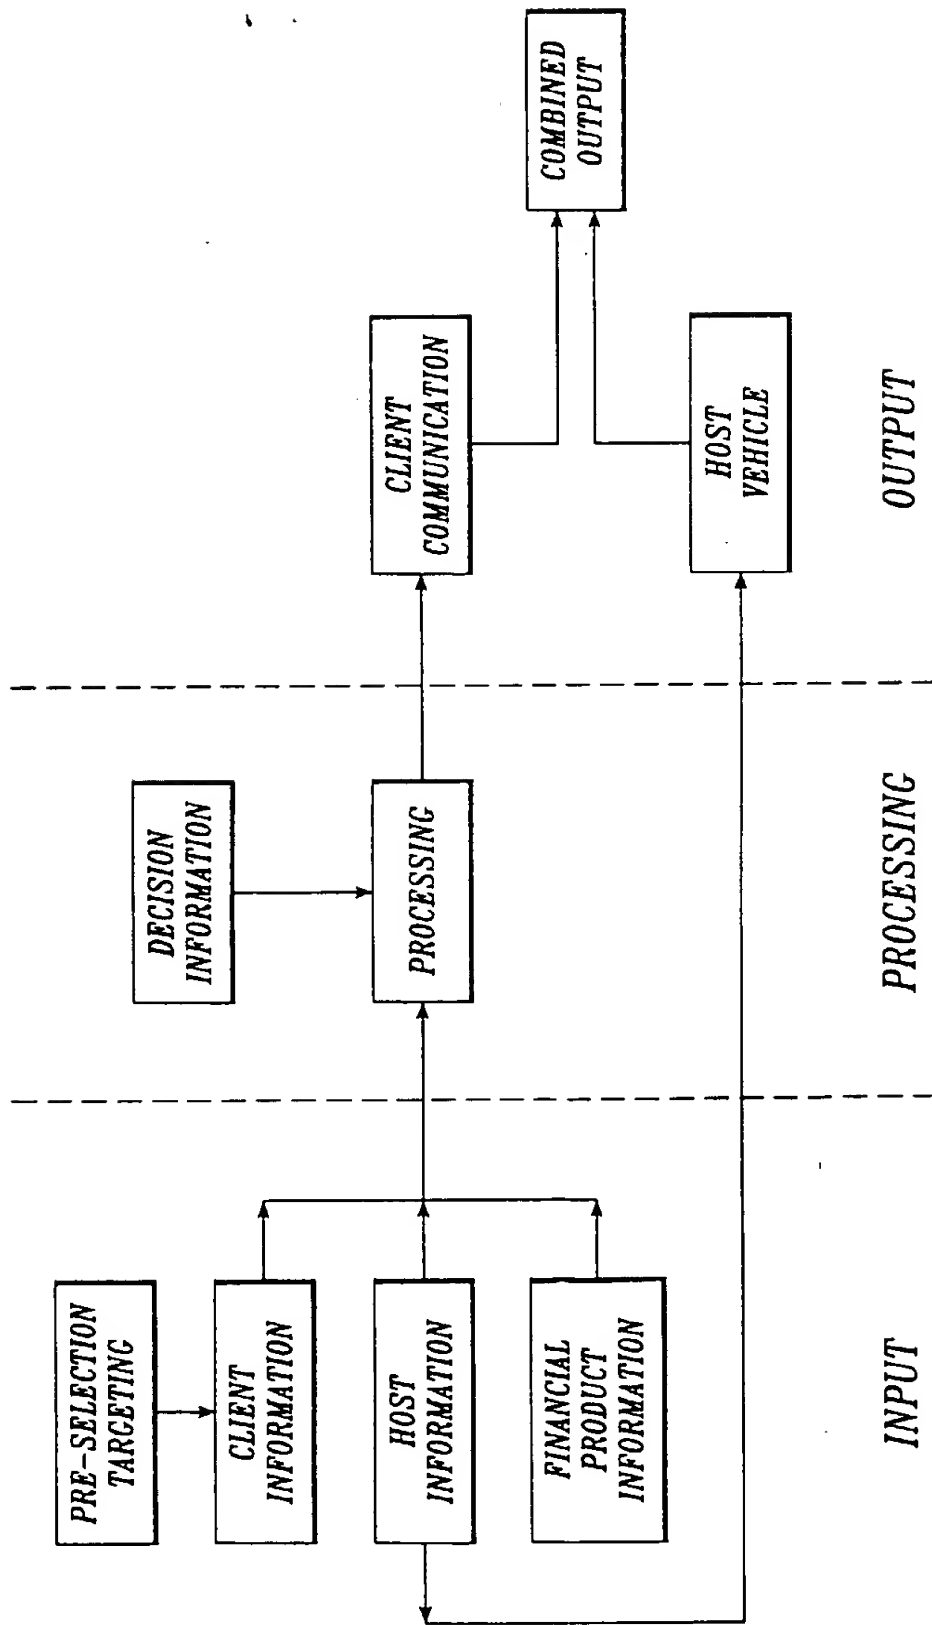 PRE-SELECTION
TARGETING
CLIENT
INFORMATION
HOST
INFORMATION
FINANCIAL
PRODUCT
INFORMATION
INPUT
DECISION
INFORMATION
PROCESSING
PROCESSING
CLIENT
COMMUNICATION
HOST
VEHICLE
COMBINED
OUTPUT
OUTPUT